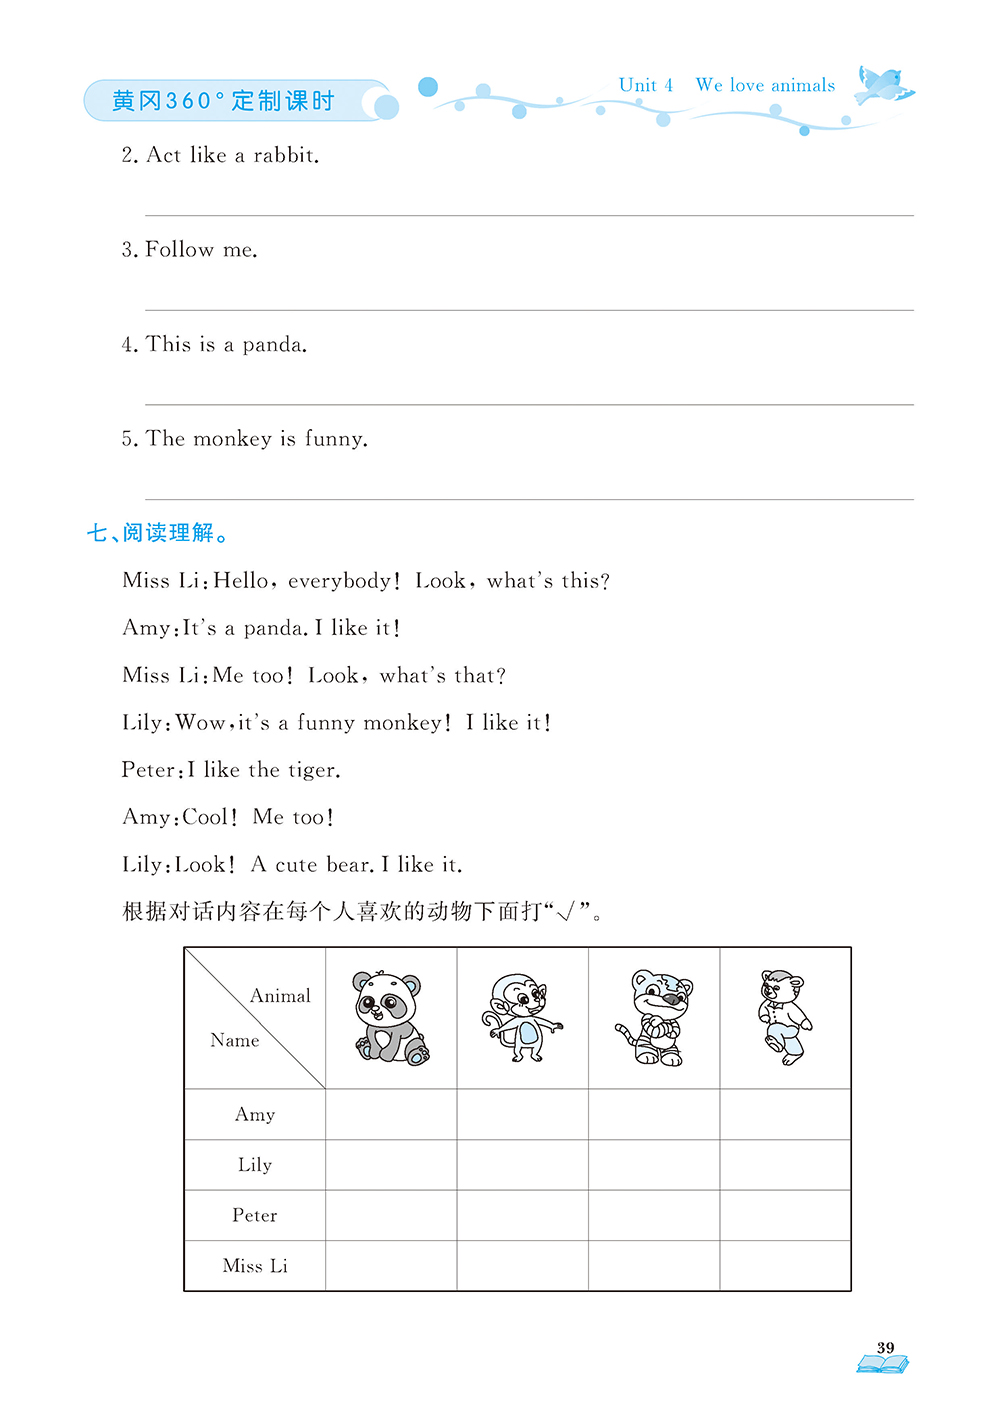 黄冈360°定制课时
Unit 4 We love animals
2. Act like a rabbit.
3. Follow me.
4. This is a panda.
5. The monkey is funny.
七、阅读理解。
Miss Li:Hello, everybody! Look, what's this?
Amy:It's a panda. I like it!
Miss Li:Me too! Look, what's that?
Lily:Wow,it's a funny monkey! I like it!
Peter:I like the tiger.
Amy:Cool! Me too!
Lily:Look! A cute bear. I like it.
根据对话内容在每个人喜欢的动物下面打“√”。
Animal
Name
Amy
Lily
Peter
Miss Li
39